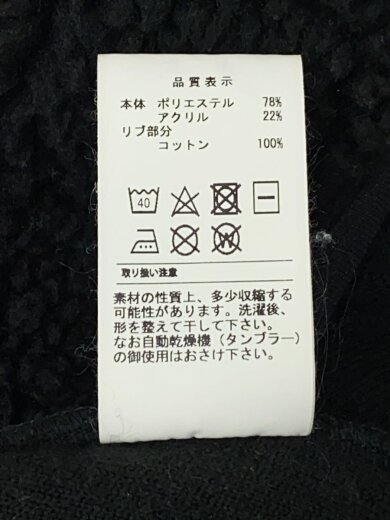 品質表示
本体 ポリエステル 78%
アクリル 22%
リブ部分
コットン 100%
40
W
取り扱い注意
素材の性質上、多少収縮する
可能性があります。洗濯後、
形を整えて干して下さい。
なお自動乾燥機（タンブラー）
の御使用はおさけ下さい。